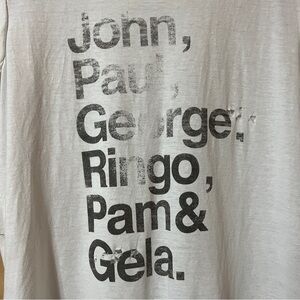 John,
Paul,
George,
Ringo,
Pam&
Gela.